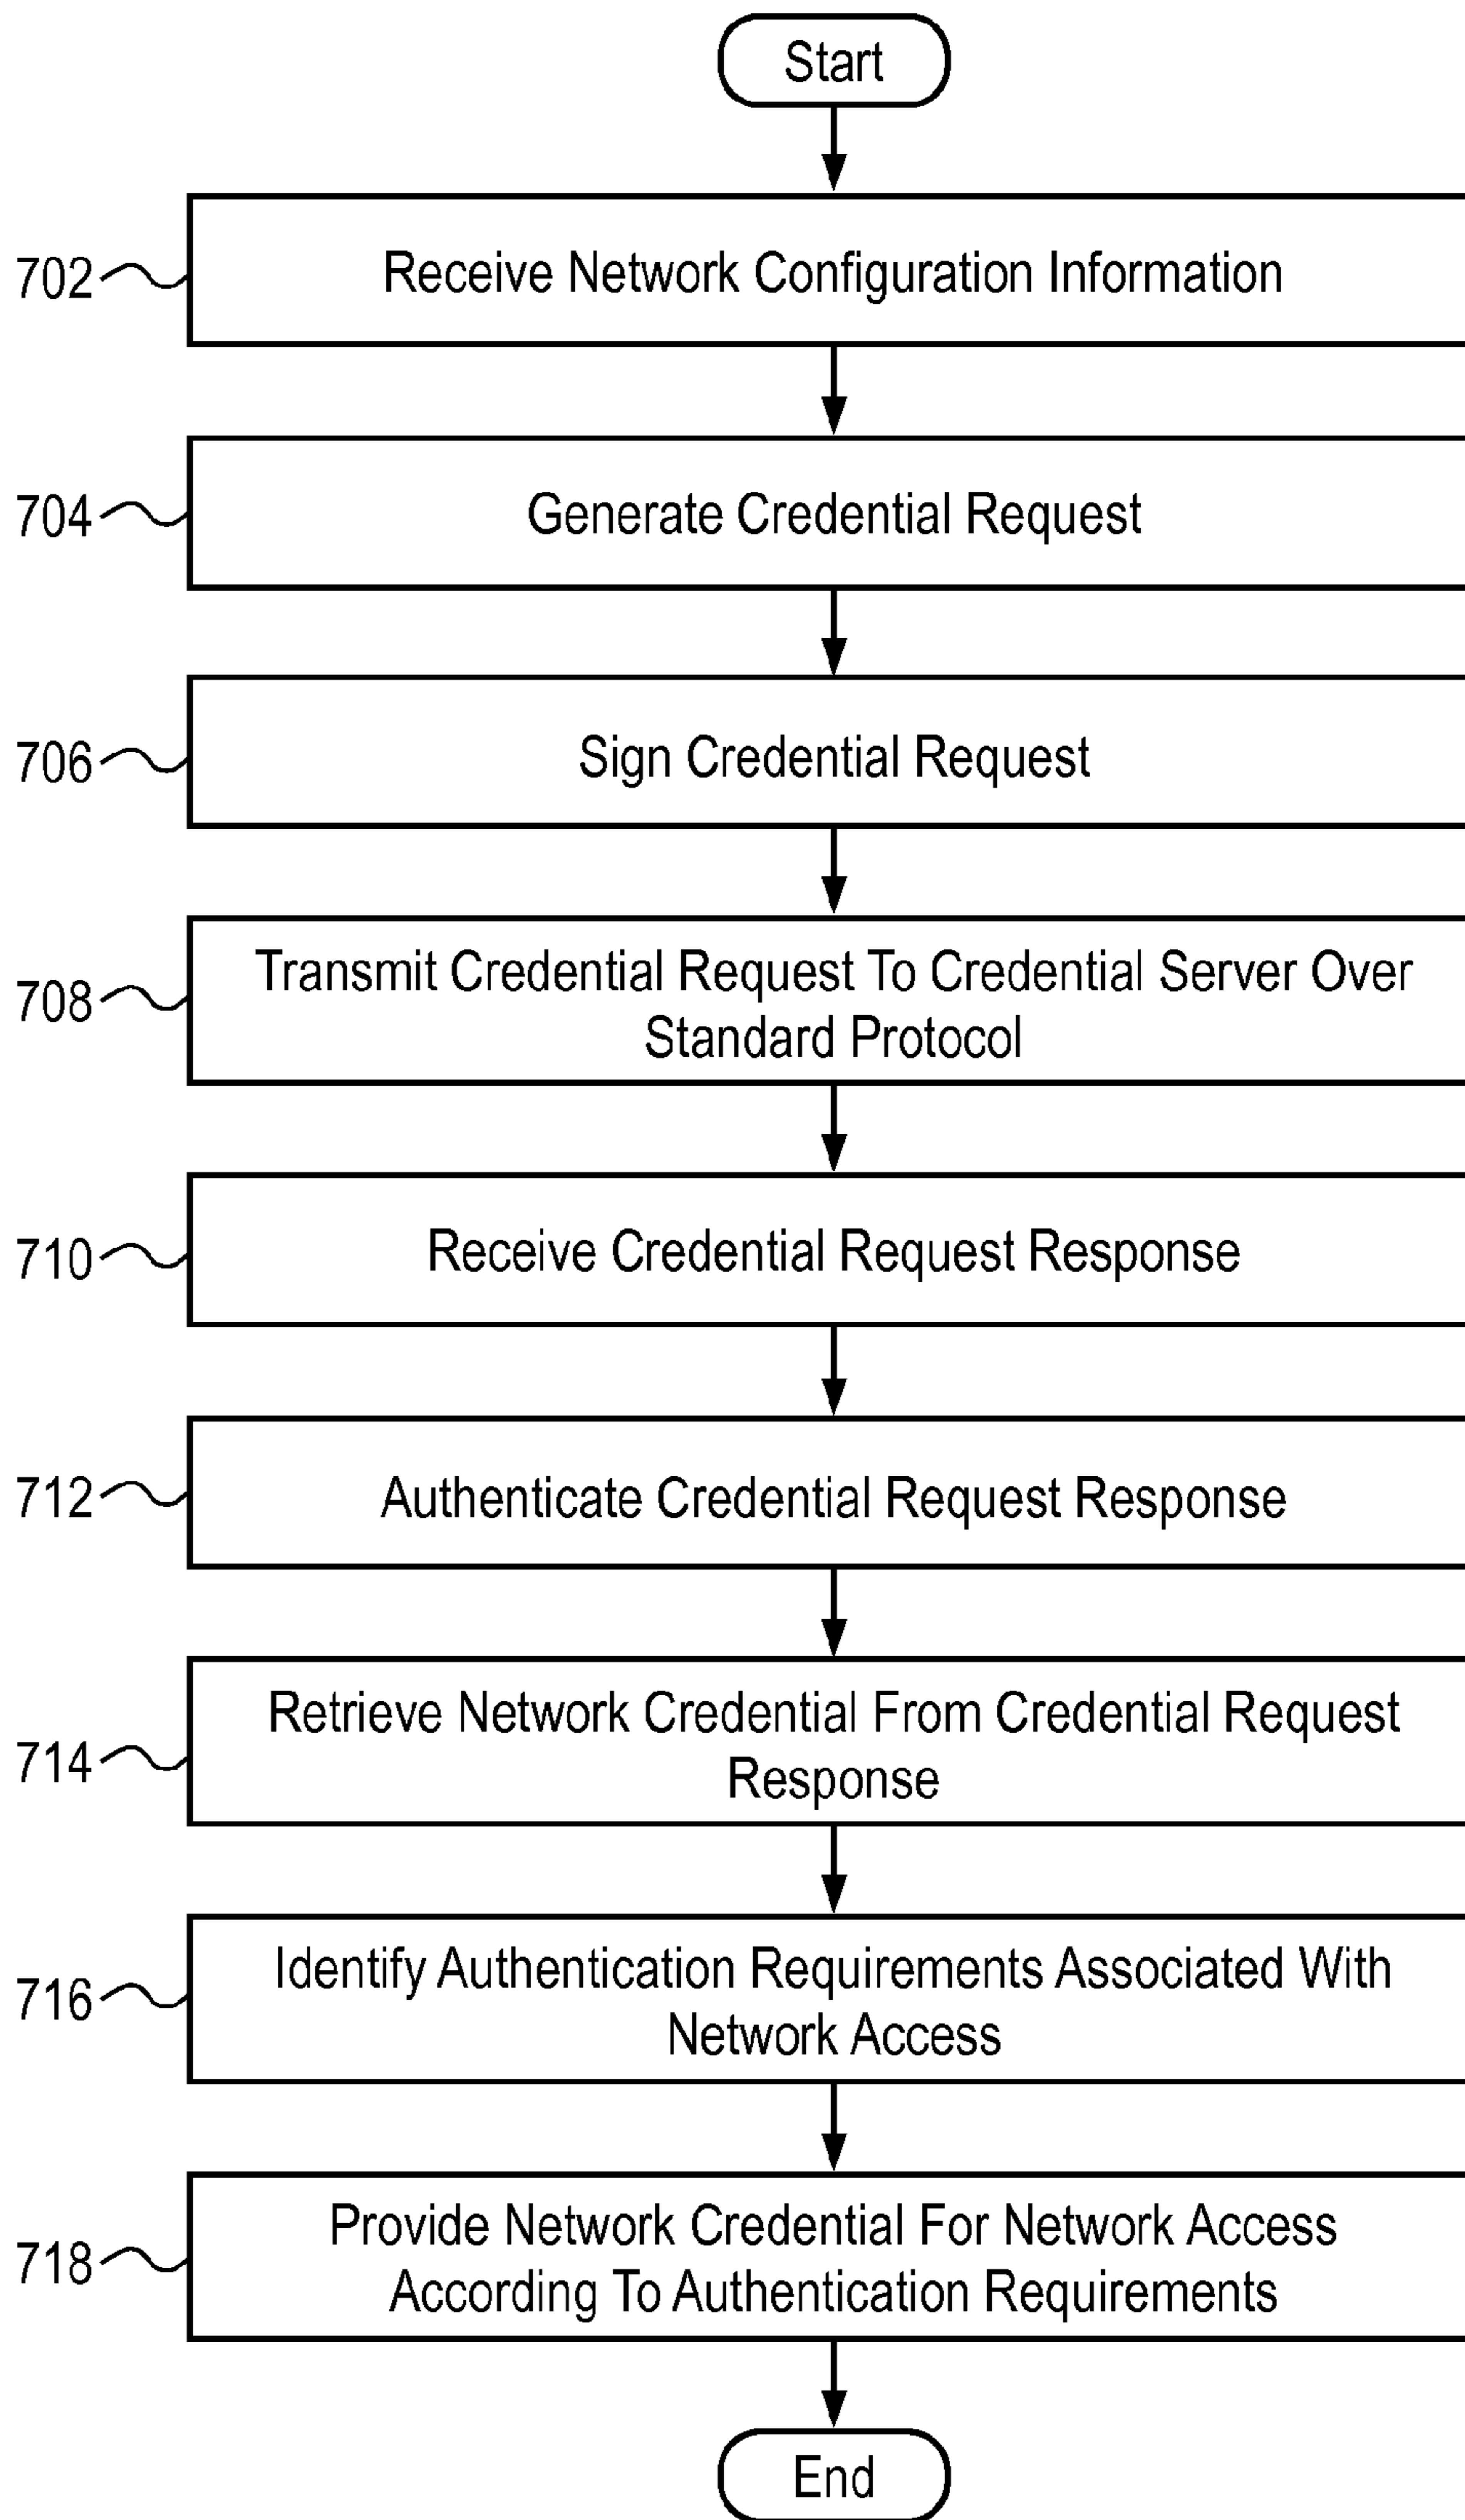 Start
702
Receive Network Configuration Information
704
Generate Credential Request
706
Sign Credential Request
708
Transmit Credential Request To Credential Server Over
Standard Protocol
710
Receive Credential Request Response
712
Authenticate Credential Request Response
714
Retrieve Network Credential From Credential Request
Response
716
Identify Authentication Requirements Associated With
Network Access
718
Provide Network Credential For Network Access
According To Authentication Requirements
End